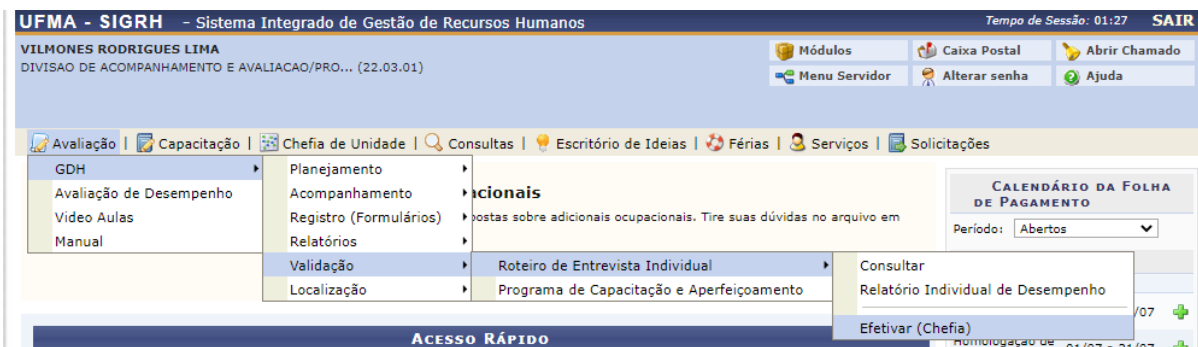 UFMA - SIGRH - Sistema Integrado de Gestão de Recursos Humanos Tempo de Sessão: 01:27 SAIR
VILMONES RODRIGUES LIMA
DIVISAO DE ACOMPANHAMENTO E AVALIACAO/PRO... (22.03.01)
Módulos Caixa Postal Abrir Chamado
Menu Servidor Alterar senha Ajuda
Avaliação | Capacitação | Chefia de Unidade | Consultas | Escritório de Ideias | Férias | Serviços | Solicitações
GDH
Avaliação de Desempenho
Video Aulas
Manual
Planejamento
Acompanhamento
Registro (Formulários)
Relatórios
Validação
Localização
Roteiro de Entrevista Individual
Programa de Capacitação e Aperfeiçoamento
Consultar
Relatório Individual de Desempenho
Efetivar (Chefia)
acionais
postas sobre adicionais ocupacionais. Tire suas dúvidas no arquivo em
CALENDÁRIO DA FOLHA
DE PAGAMENTO
Período: Abertos
/07
ACESSO RÁPIDO